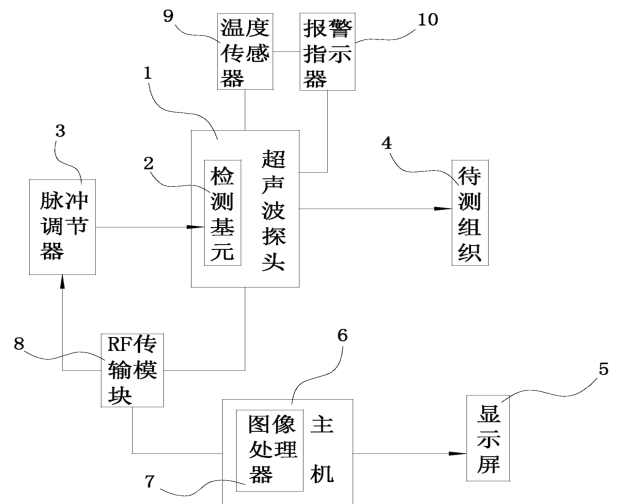 9
温度
传感
器
报警
指示
器
10
1
3
2
检
测
基
元
超
声
波
探
头
4
待
测
组
织
脉冲
调节
器
8
RF传
输模
块
6
图像
处理
器
7
主
机
5
显
示
屏